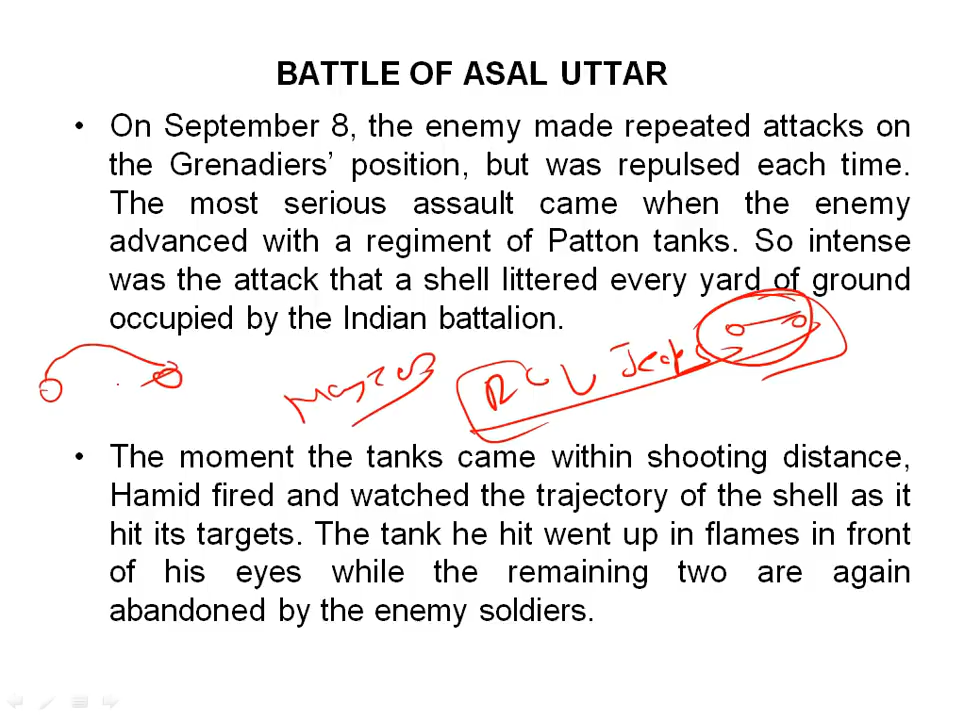 BATTLE OF ASAL UTTAR
• On September 8, the enemy made repeated attacks on
the Grenadiers’ position, but was repulsed each time.
The most serious assault came when the enemy
advanced with a regiment of Patton tanks. So intense
was the attack that a shell littered every yard of ground
occupied by the Indian battalion.
RCL Jeep
• The moment the tanks came within shooting distance,
Hamid fired and watched the trajectory of the shell as it
hit its targets. The tank he hit went up in flames in front
of his eyes while the remaining two are again
abandoned by the enemy soldiers.